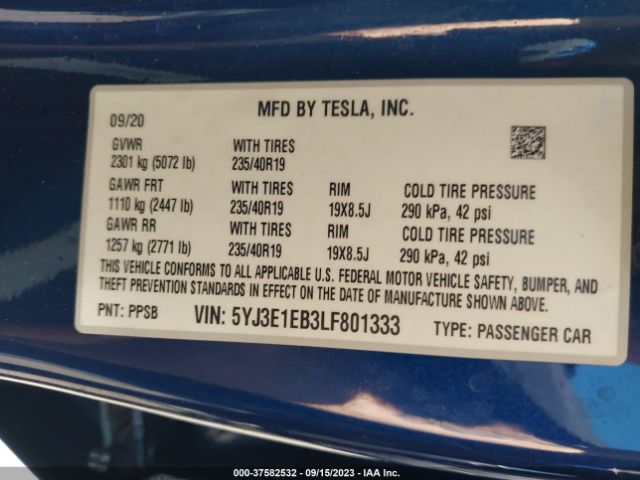 MFD BY TESLA, INC.
09/20
GVWR WITH TIRES
2301 kg (5072 lb) 235/40R19
GAWR FRT WITH TIRES RIM COLD TIRE PRESSURE
1110 kg (2447 lb) 235/40R19 19X8.5J 290 kPa, 42 psi
GAWR RR WITH TIRES RIM COLD TIRE PRESSURE
1257 kg (2771 lb) 235/40R19 19X8.5J 290 kPa, 42 psi
THIS VEHICLE CONFORMS TO ALL APPLICABLE U.S. FEDERAL MOTOR VEHICLE SAFETY, BUMPER, AND
THEFT PREVENTION STANDARDS IN EFFECT ON THE DATE OF MANUFACTURE SHOWN ABOVE.
PNT: PPSB VIN: 5YJ3E1EB3LF801333 TYPE: PASSENGER CAR
000-37582532 - 09/15/2023 - IAA Inc.